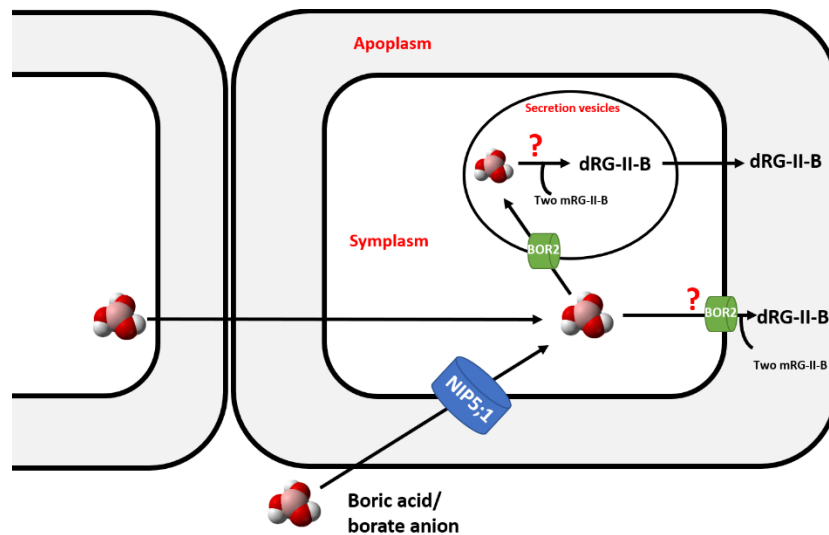 Apoplasm
Secretion vesicles
?
dRG-II-B
dRG-II-B
Two mRG-II-B
Symplasm
BOR2
?
BOR2
dRG-II-B
Two mRG-II-B
NIP5;1
Boric acid/
borate anion